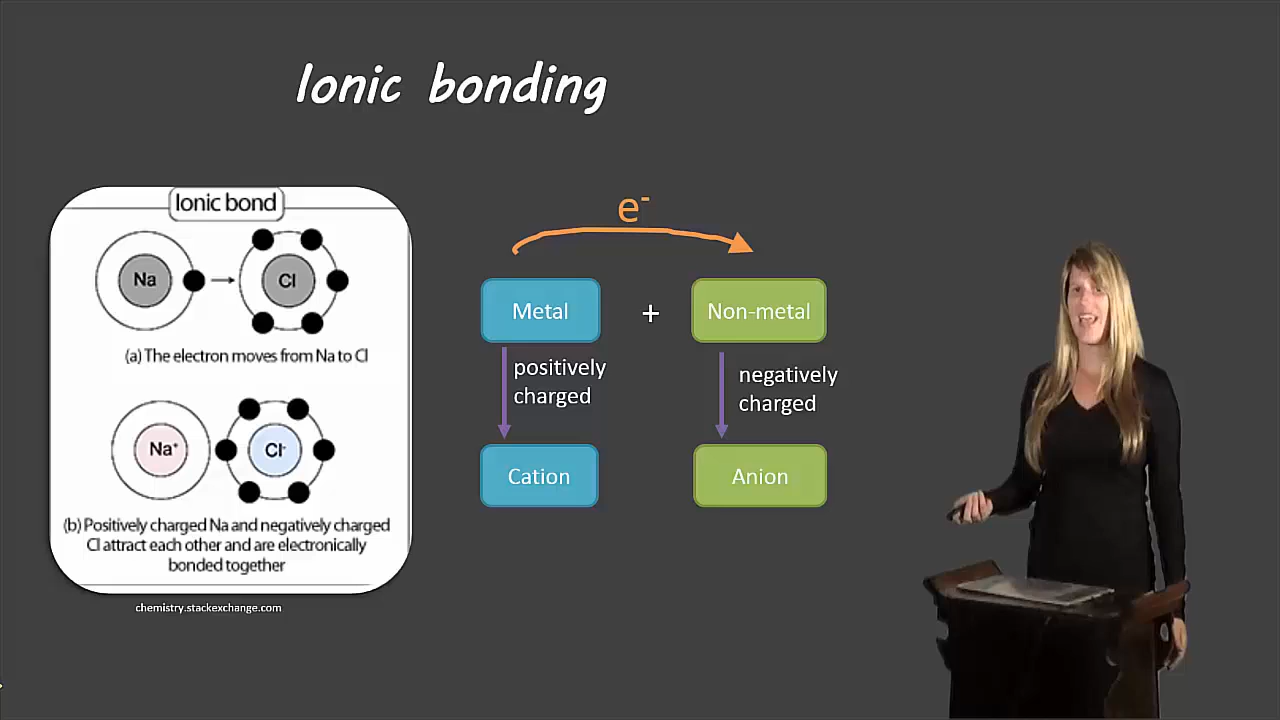 Ionic bonding
Ionic bond
Na
Cl
(a) The electron moves from Na to Cl
Na⁺
Cl⁻
(b) Positively charged Na and negatively charged
Cl attract each other and are electronically
bonded together
chemistry.stackexchange.com
e⁻
Metal
+
Non-metal
positively
charged
negatively
charged
Cation
Anion